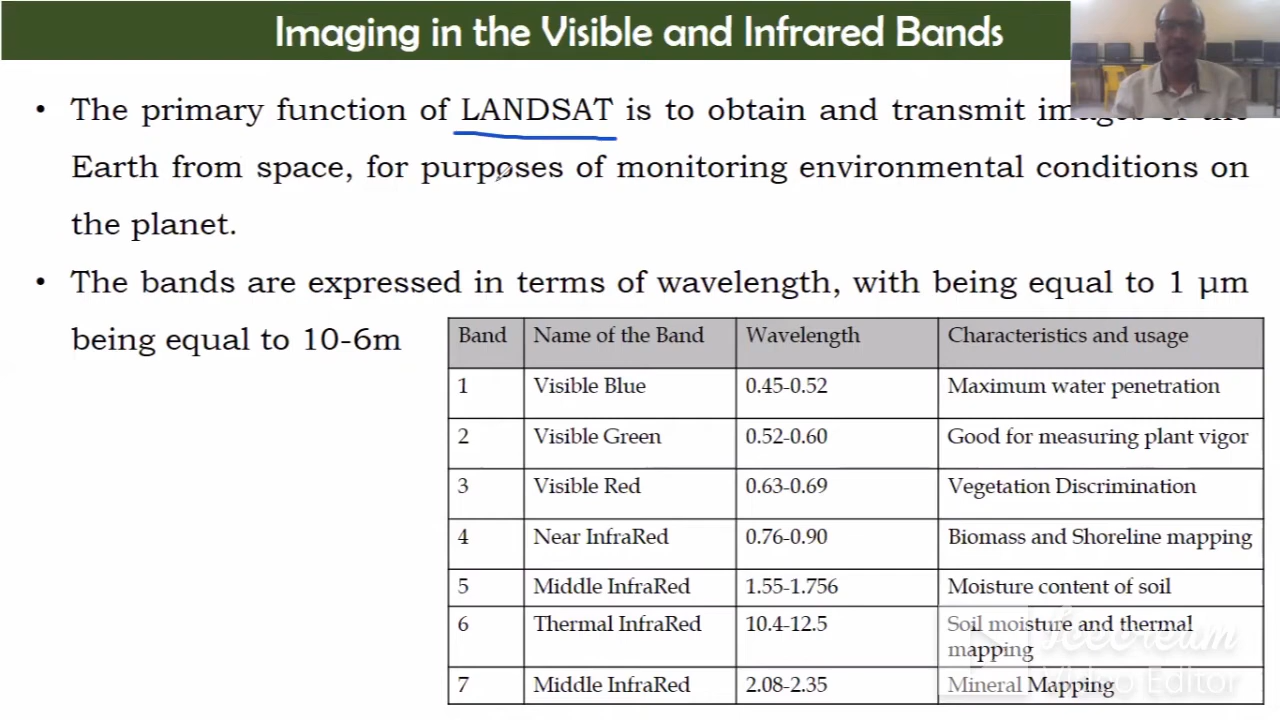 Imaging in the Visible and Infrared Bands
• The primary function of LANDSAT is to obtain and transmit images of the
Earth from space, for purposes of monitoring environmental conditions on
the planet.
• The bands are expressed in terms of wavelength, with being equal to 1 µm
being equal to 10-6m
Band Name of the Band Wavelength Characteristics and usage
1 Visible Blue 0.45-0.52 Maximum water penetration
2 Visible Green 0.52-0.60 Good for measuring plant vigor
3 Visible Red 0.63-0.69 Vegetation Discrimination
4 Near InfraRed 0.76-0.90 Biomass and Shoreline mapping
5 Middle InfraRed 1.55-1.756 Moisture content of soil
6 Thermal InfraRed 10.4-12.5 Soil moisture and thermal
mapping
7 Middle InfraRed 2.08-2.35 Mineral Mapping
Icecream
Video Editor